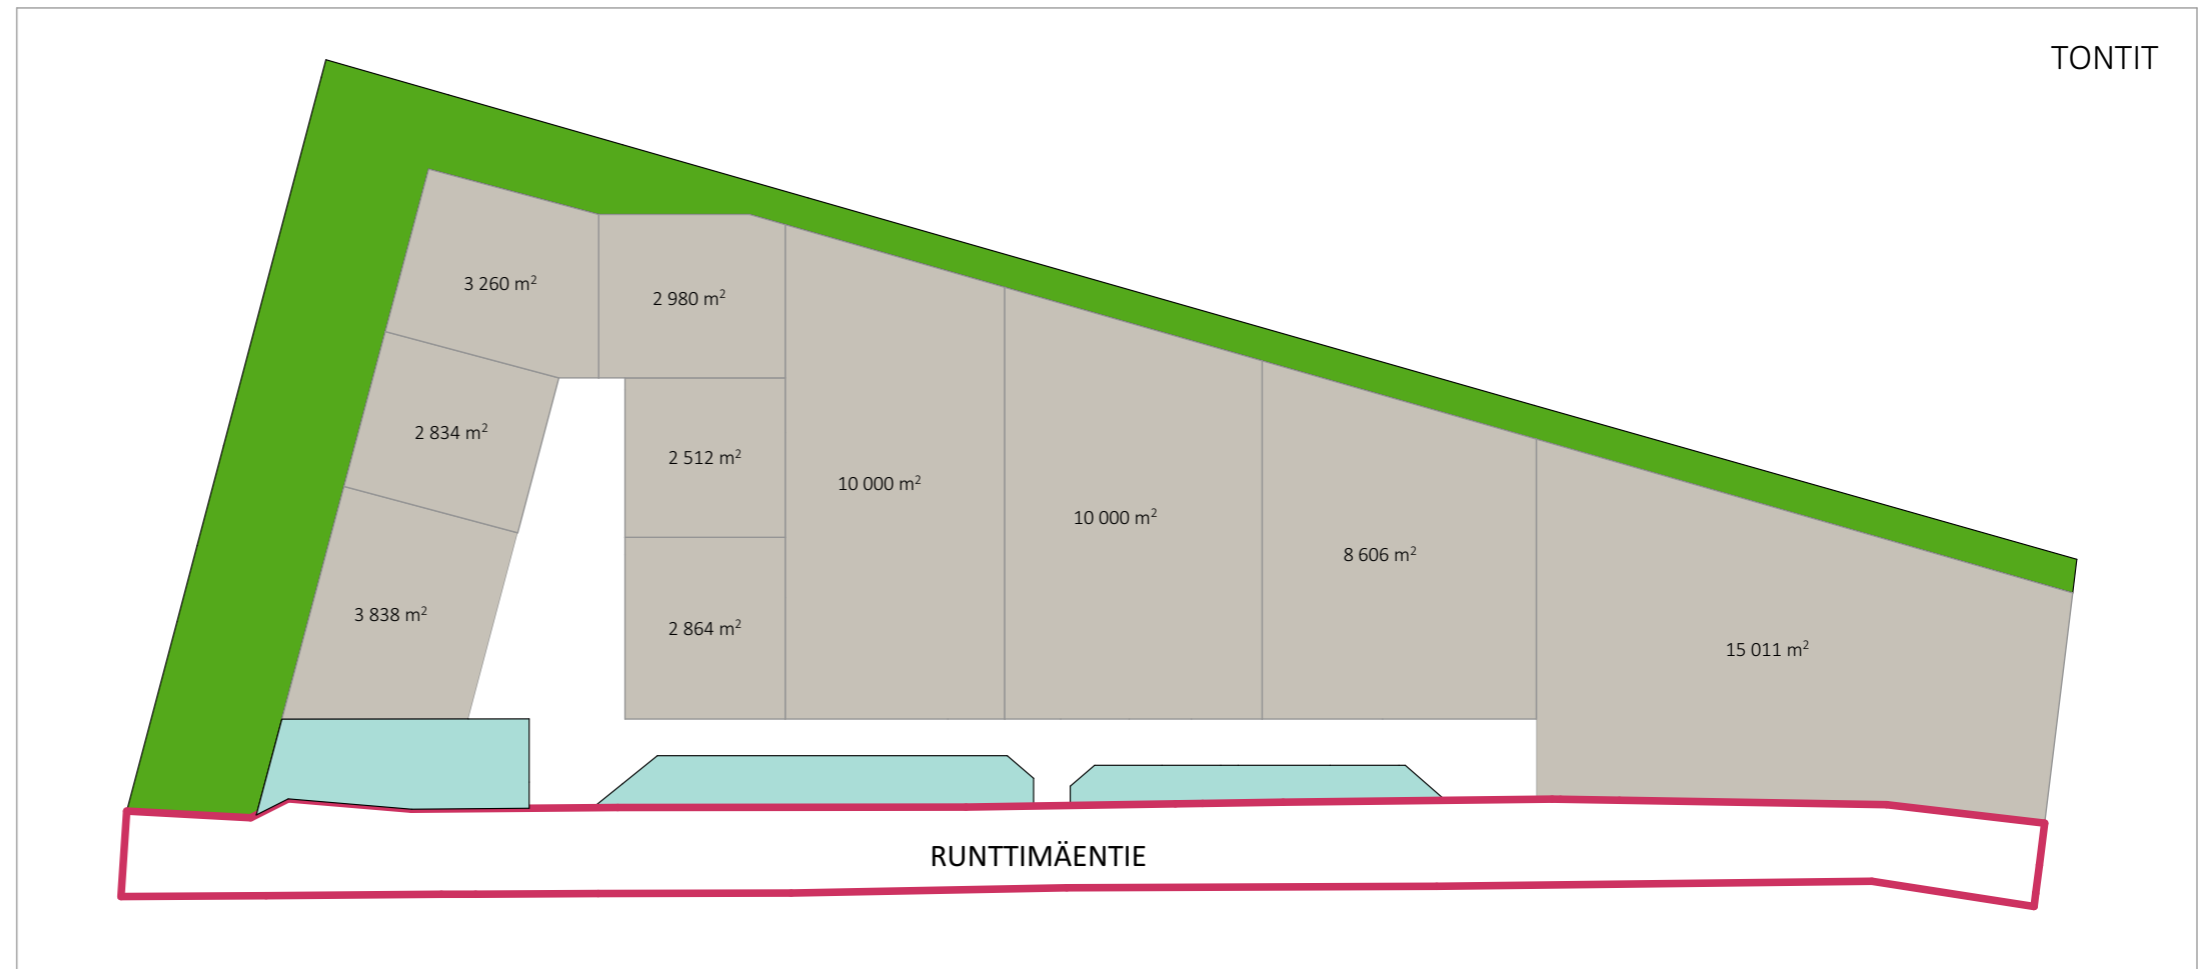 TONTIT
3 260 m²
2 980 m²
2 834 m²
2 512 m²
10 000 m²
10 000 m²
8 606 m²
3 838 m²
2 864 m²
15 011 m²
RUNTTIMÄENTIE